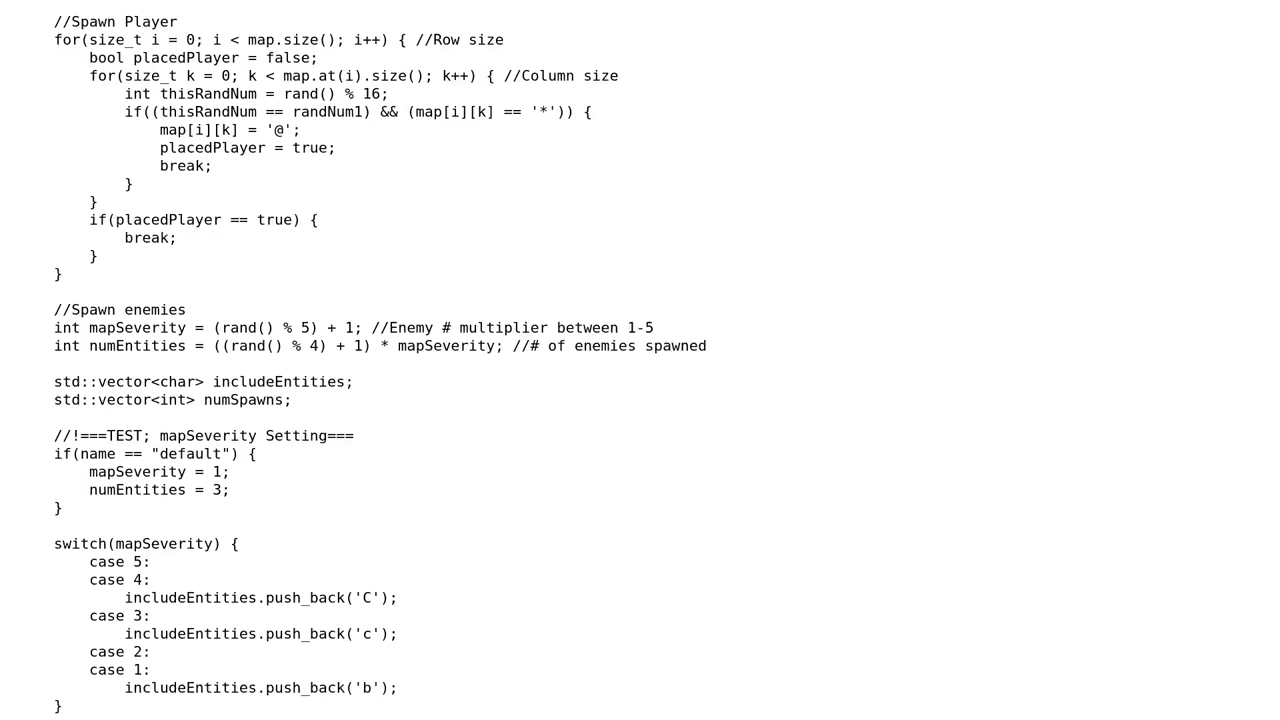 //Spawn Player
for(size_t i = 0; i < map.size(); i++) { //Row size
    bool placedPlayer = false;
    for(size_t k = 0; k < map.at(i).size(); k++) { //Column size
        int thisRandNum = rand() % 16;
        if((thisRandNum == randNum1) && (map[i][k] == '*')) {
            map[i][k] = '@';
            placedPlayer = true;
            break;
        }
    }
    if(placedPlayer == true) {
        break;
    }
}

//Spawn enemies
int mapSeverity = (rand() % 5) + 1; //Enemy # multiplier between 1-5
int numEntities = ((rand() % 4) + 1) * mapSeverity; //# of enemies spawned

std::vector<char> includeEntities;
std::vector<int> numSpawns;

//!===TEST; mapSeverity Setting===
if(name == "default") {
    mapSeverity = 1;
    numEntities = 3;
}

switch(mapSeverity) {
    case 5:
    case 4:
        includeEntities.push_back('C');
    case 3:
        includeEntities.push_back('c');
    case 2:
    case 1:
        includeEntities.push_back('b');
}